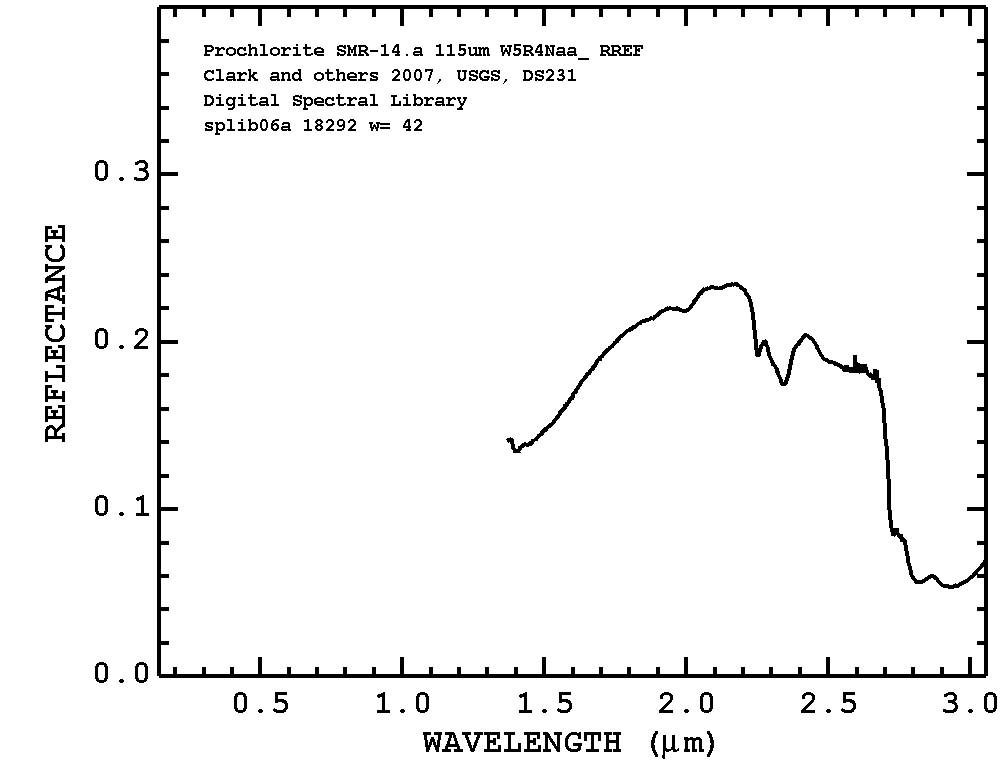 Prochlorite SMR-14.a 115um W5R4Naa_ RREF
Clark and others 2007, USGS, DS231
Digital Spectral Library
splib06a 18292 w= 42
REFLECTANCE
0.3
0.2
0.1
0.0
0.5 1.0 1.5 2.0 2.5 3.0
WAVELENGTH (μm)